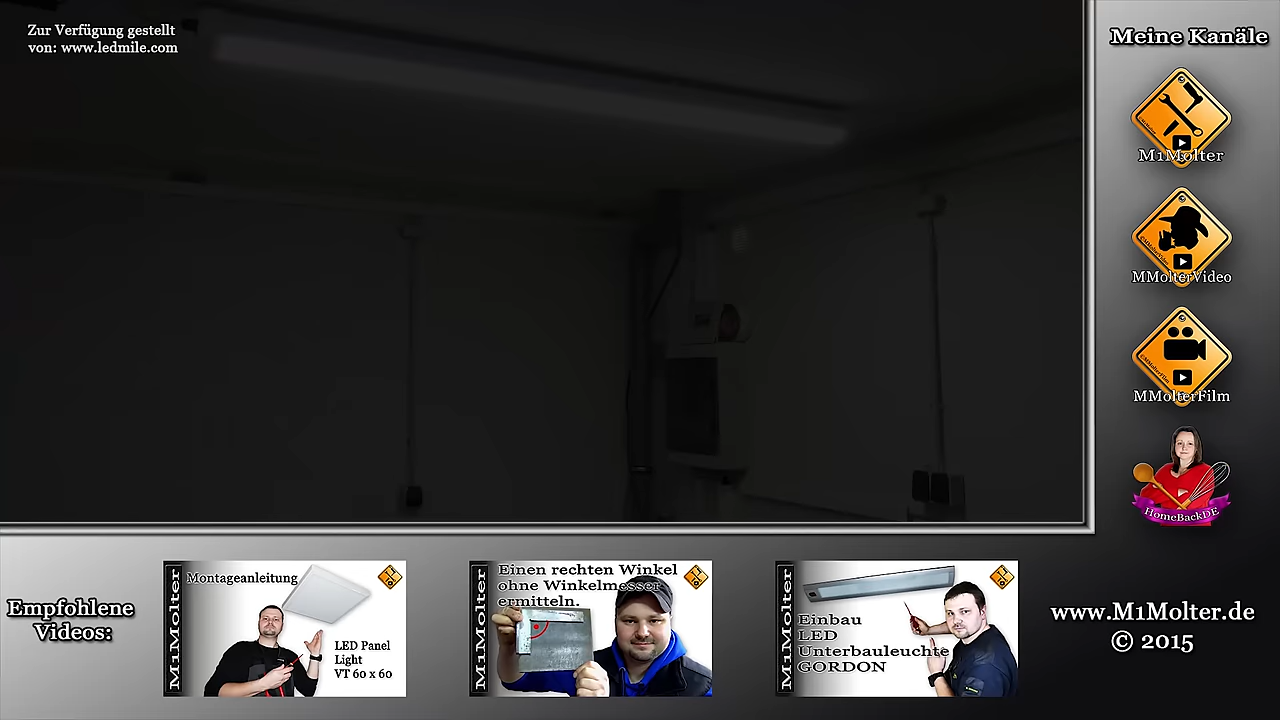 Zur Verfügung gestellt
von: www.ledmile.com
Meine Kanäle
M1Molter
MMolterVideo
MMolterFilm
HomeBackDE
Empfohlene
Videos:
M1Molter
Montageanleitung
LED Panel
Light
VT 60 x 60
M1Molter
Einen rechten Winkel
ohne Winkelmesser
ermitteln.
M1Molter
Einbau
LED
Unterbauleuchte
GORDON
www.M1Molter.de
© 2015